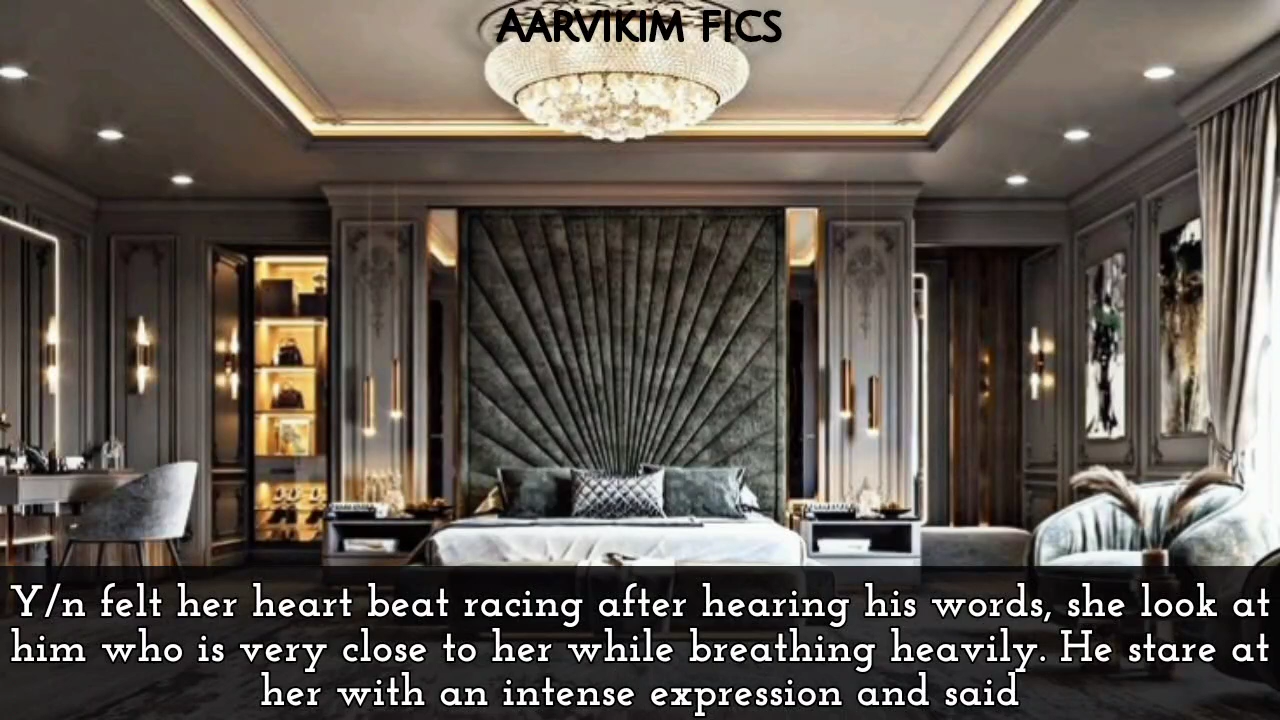 AARVIKIM FICS
Y/n felt her heart beat racing after hearing his words, she look at
him who is very close to her while breathing heavily. He stare at
her with an intense expression and said